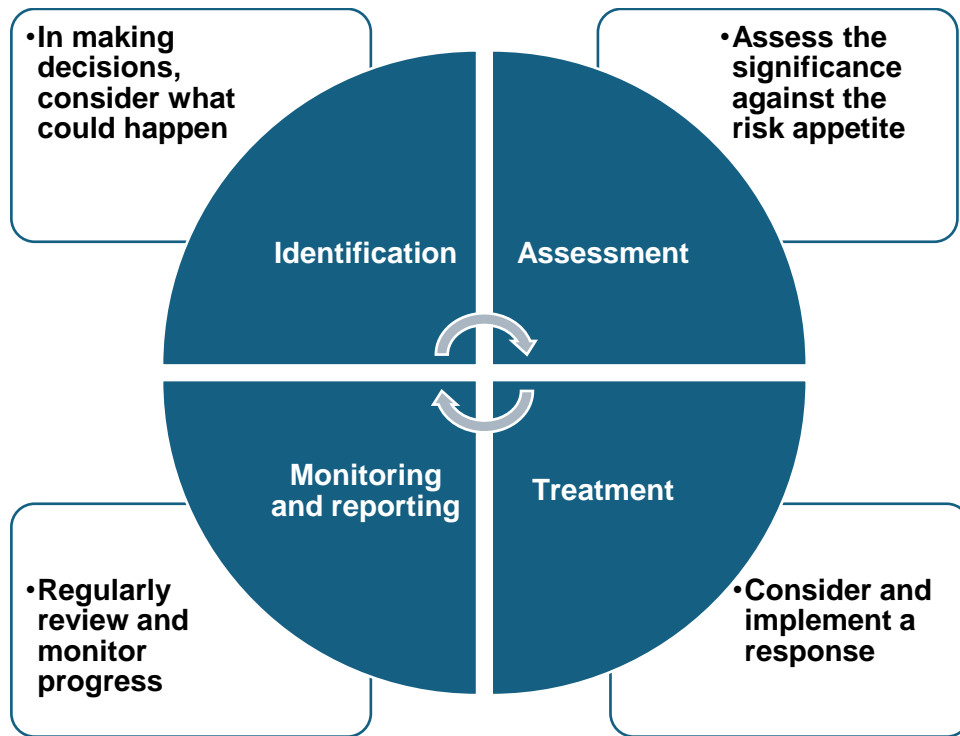 •In making
decisions,
consider what
could happen
•Assess the
significance
against the
risk appetite
Identification
Assessment
Monitoring
and reporting
Treatment
•Regularly
review and
monitor
progress
•Consider and
implement a
response